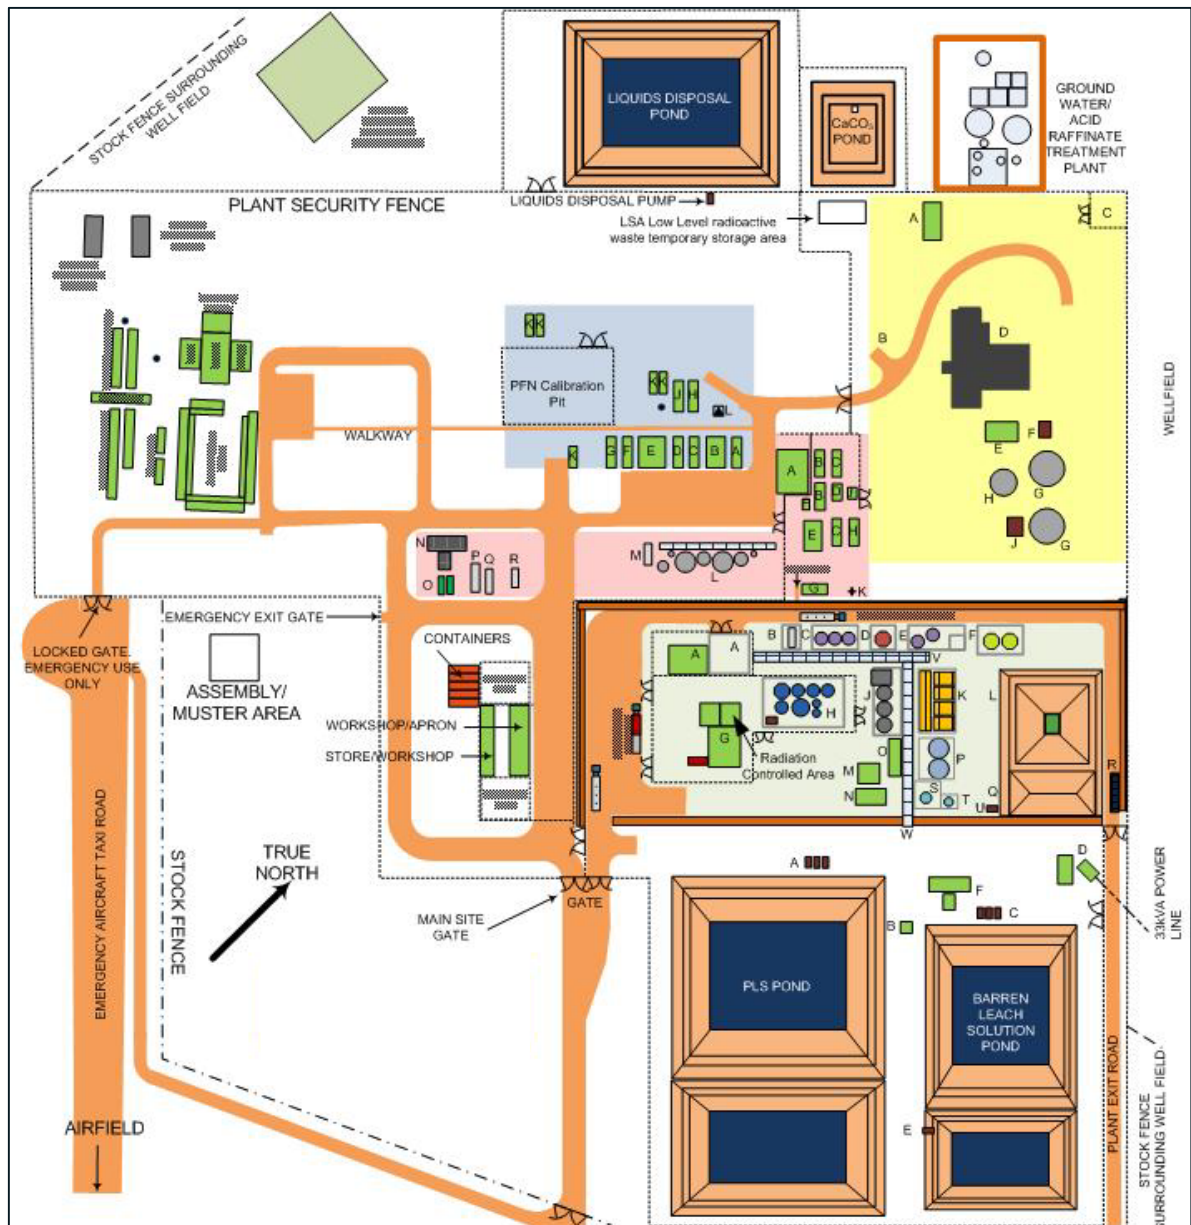 STOCK FENCE SURROUNDING
WELL FIELD
LIQUIDS DISPOSAL
POND
CaCO₃
POND
GROUND
WATER/
ACID
RAFFINATE
TREATMENT
PLANT
PLANT SECURITY FENCE
LIQUIDS DISPOSAL PUMP
LSA Low Level radioactive
waste temporary storage area
A
C
B
D
E
F
G
H
J
G
WELLFIELD
K K
PFN Calibration
Pit
K K
J
H
L
WALKWAY
K
G
F
E
D
C
B
A
A
B
C
B
D
E
C
H
G
K
N
O
P
Q
R
M
L
EMERGENCY EXIT GATE
LOCKED GATE.
EMERGENCY USE
ONLY
ASSEMBLY/
MUSTER AREA
CONTAINERS
WORKSHOP/APRON
STORE/WORKSHOP
A
A
B
C
D
E
F
V
H
J
K
L
G
Radiation
Controlled Area
M
N
O
P
S
T
Q
U
R
W
EMERGENCY AIRCRAFT TAXI ROAD
STOCK FENCE
TRUE
NORTH
MAIN SITE
GATE
GATE
A
B
C
D
E
F
33kVA POWER
LINE
PLS POND
BARREN
LEACH
SOLUTION
POND
PLANT EXIT ROAD
STOCK FENCE
SURROUNDING WELL FIELD
AIRFIELD